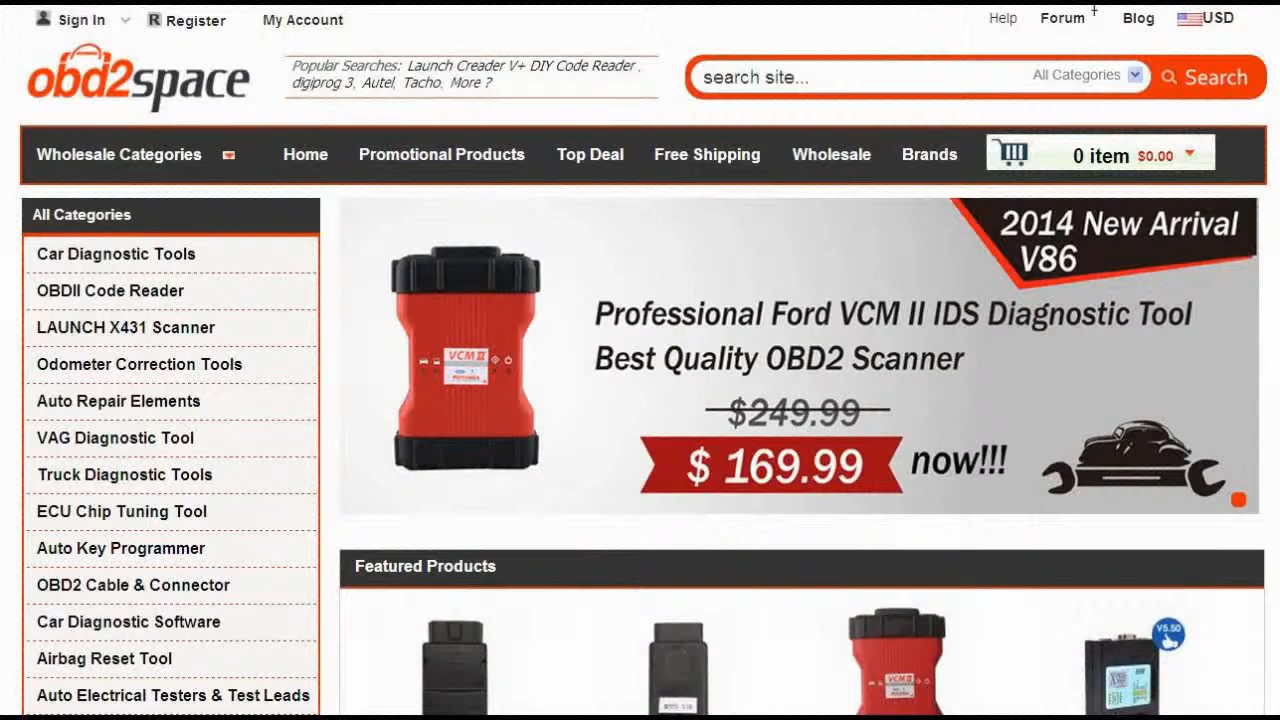 Sign In
Register
My Account
Help
Forum
Blog
USD
obd2space
Popular Searches: Launch Creader V+ DIY Code Reader ,
digiprog 3, Autel, Tacho, More ?
search site...
All Categories
Search
Wholesale Categories
Home
Promotional Products
Top Deal
Free Shipping
Wholesale
Brands
0 item $0.00
All Categories
Car Diagnostic Tools
OBDII Code Reader
LAUNCH X431 Scanner
Odometer Correction Tools
Auto Repair Elements
VAG Diagnostic Tool
Truck Diagnostic Tools
ECU Chip Tuning Tool
Auto Key Programmer
OBD2 Cable & Connector
Car Diagnostic Software
Airbag Reset Tool
Auto Electrical Testers & Test Leads
2014 New Arrival
V86
Professional Ford VCM II IDS Diagnostic Tool
Best Quality OBD2 Scanner
$249.99
$ 169.99 now!!!
VCM II
Featured Products
VCM II
V5.50